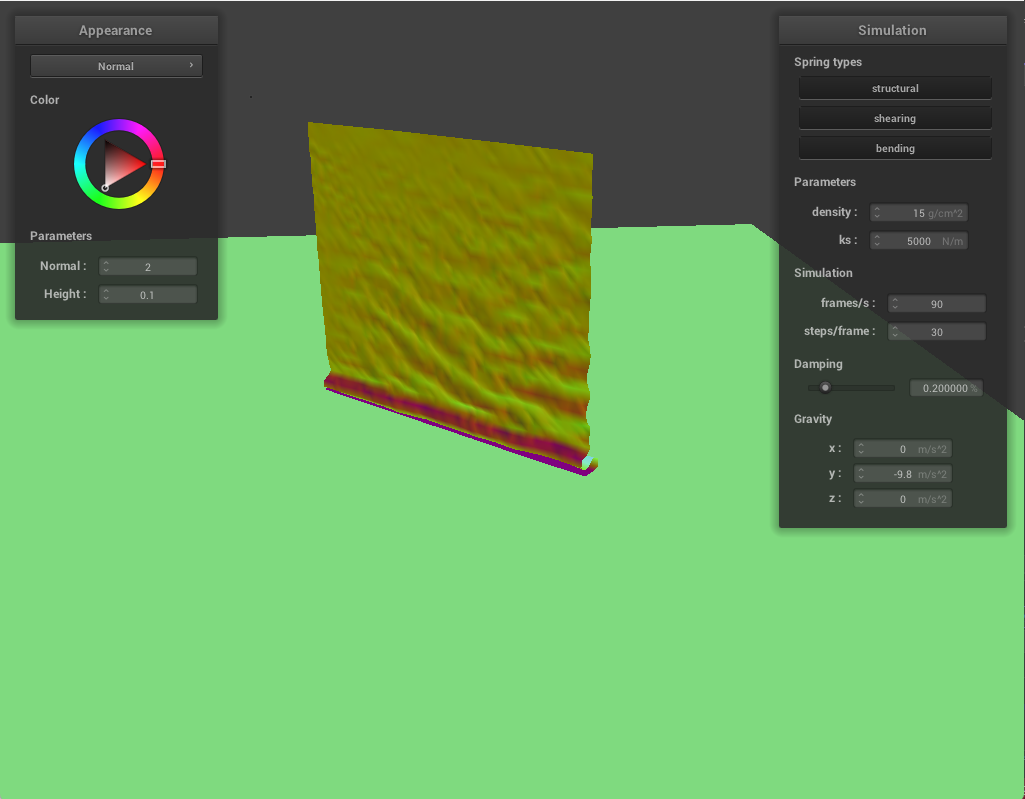 Appearance
Normal
Color
Parameters
Normal : 2
Height : 0.1
Simulation
Spring types
structural
shearing
bending
Parameters
density : 15 g/cm^2
ks : 5000 N/m
Simulation
frames/s : 90
steps/frame : 30
Damping
0.200000 %
Gravity
x : 0 m/s^2
y : -9.8 m/s^2
z : 0 m/s^2